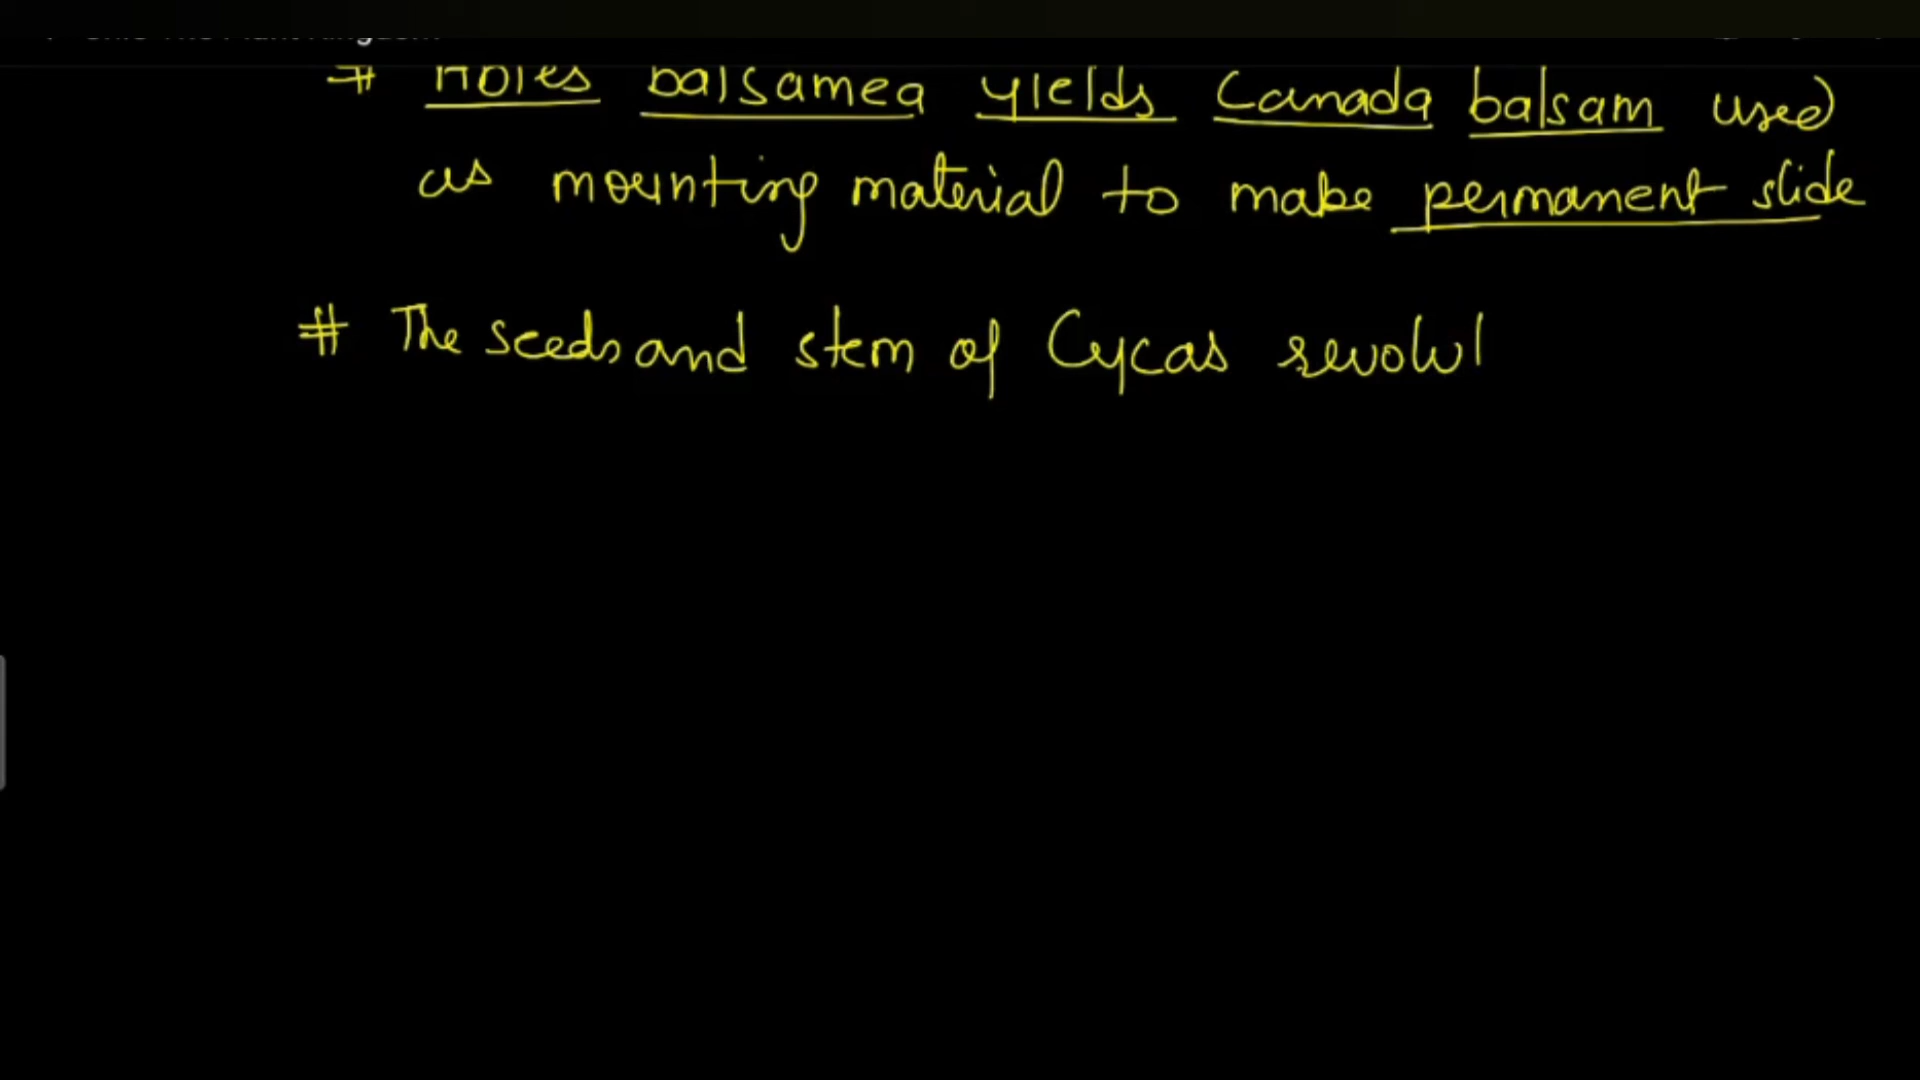 # Abies balsamea yields Canada balsam used
as mounting material to make permanent slide
# The seeds and stem of Cycas